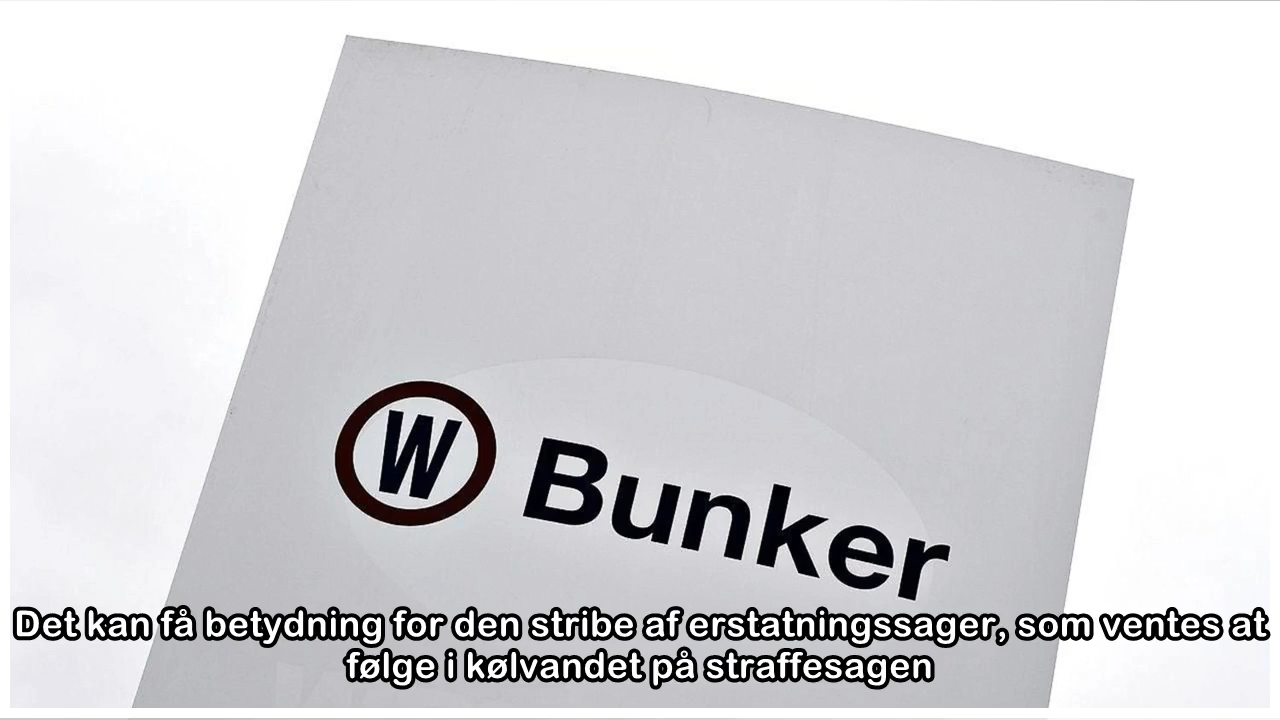 W Bunker
Det kan få betydning for den stribe af erstatningssager, som ventes at
følge i kølvandet på straffesagen